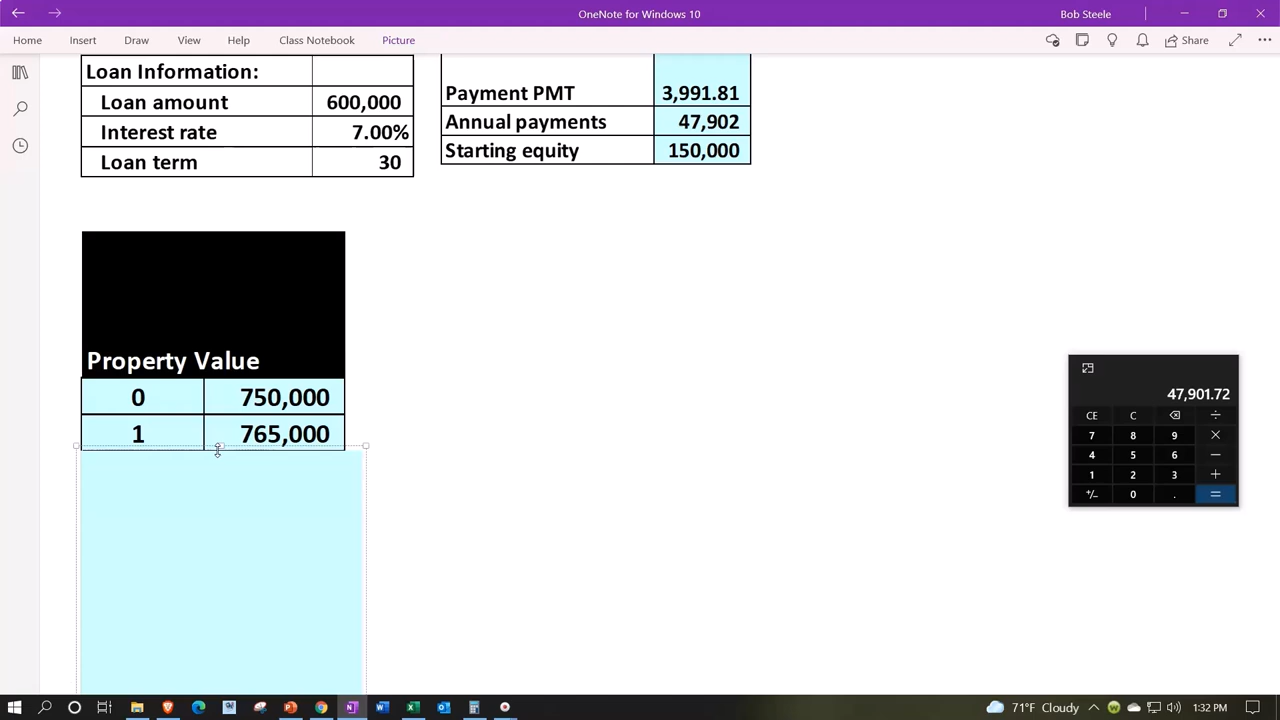 OneNote for Windows 10
Bob Steele
Home
Insert
Draw
View
Help
Class Notebook
Picture
Share
Loan Information:
Loan amount 600,000
Interest rate 7.00%
Loan term 30
Payment PMT 3,991.81
Annual payments 47,902
Starting equity 150,000
Property Value
0 750,000
1 765,000
47,901.72
CE C ⌫ ÷
7 8 9 ×
4 5 6 −
1 2 3 +
+/− 0 . =
71°F Cloudy
1:32 PM